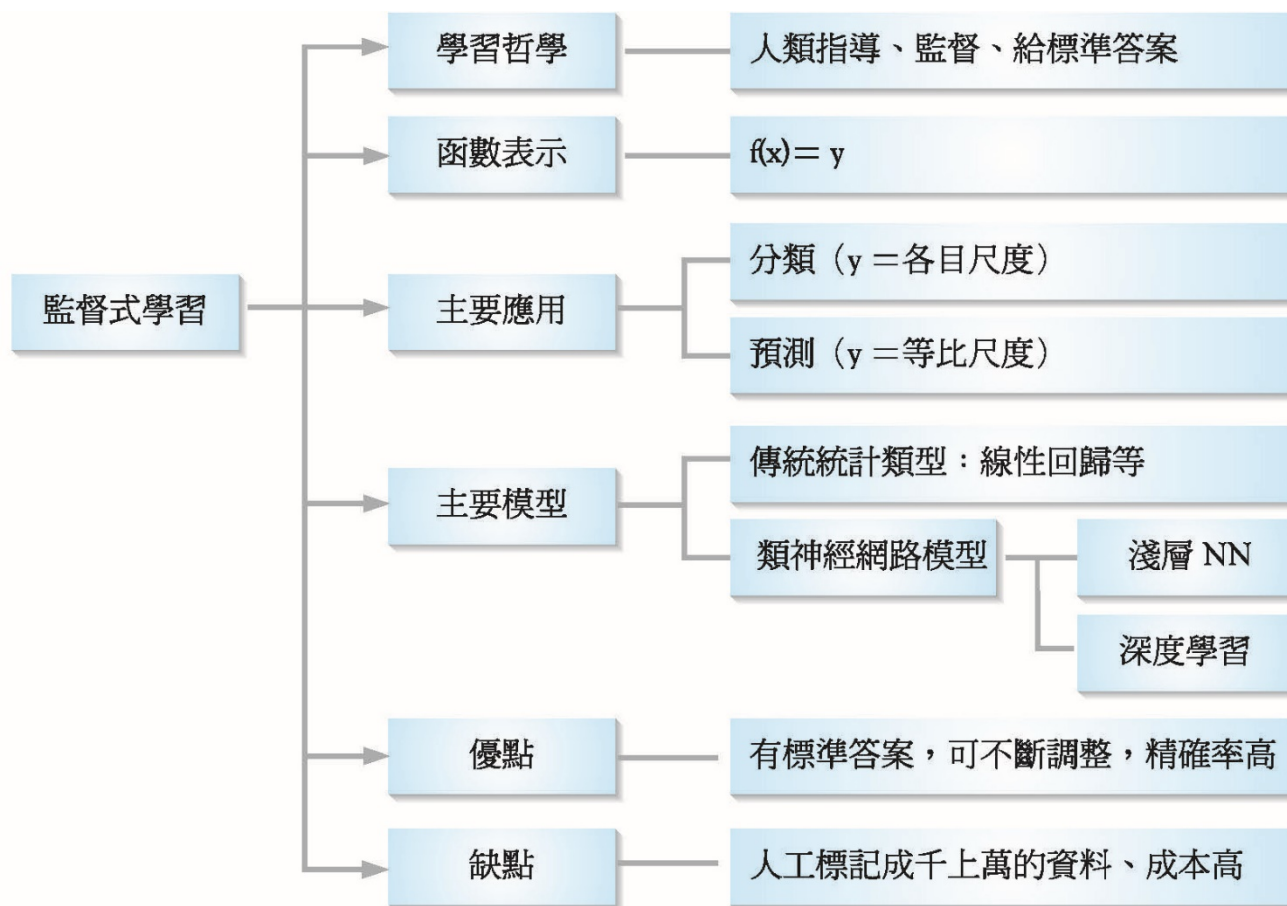 學習哲學
人類指導、監督、給標準答案
函數表示
f(x)= y
監督式學習
主要應用
分類（y＝各目尺度）
預測（y＝等比尺度）
主要模型
傳統統計類型：線性回歸等
類神經網路模型
淺層 NN
深度學習
優點
有標準答案，可不斷調整，精確率高
缺點
人工標記成千上萬的資料、成本高